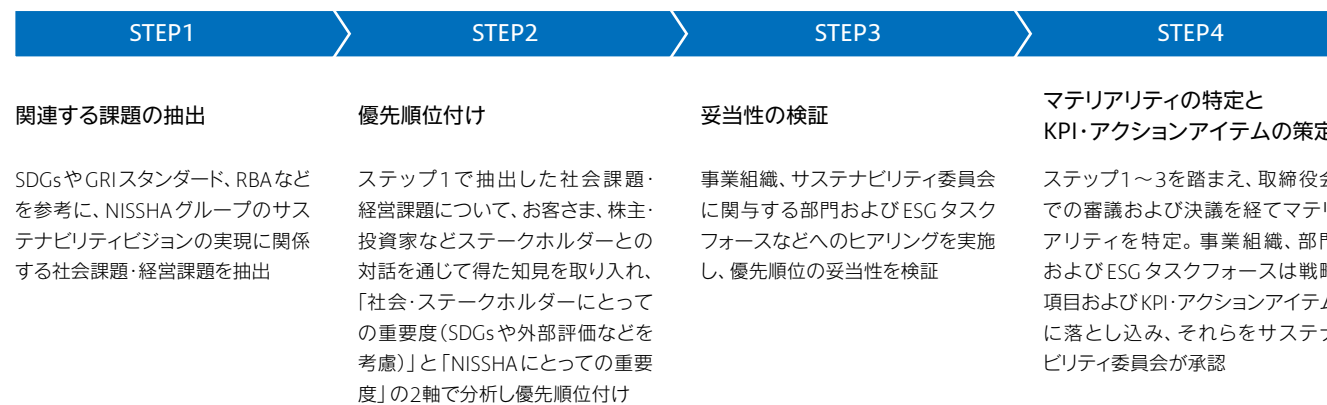 STEP1
STEP2
STEP3
STEP4
関連する課題の抽出
SDGsやGRIスタンダード、RBAなど
を参考に、NISSHAグループのサス
テナビリティビジョンの実現に関係
する社会課題・経営課題を抽出
優先順位付け
ステップ1で抽出した社会課題・
経営課題について、お客さま、株主・
投資家などステークホルダーとの
対話を通じて得た知見を取り入れ、
「社会・ステークホルダーにとって
の重要度（SDGsや外部評価などを
考慮）」と「NISSHAにとっての重要
度」の2軸で分析し優先順位付け
妥当性の検証
事業組織、サステナビリティ委員会
に関与する部門およびESGタスク
フォースなどへのヒアリングを実施
し、優先順位の妥当性を検証
マテリアリティの特定と
KPI・アクションアイテムの策定
ステップ1～3を踏まえ、取締役会
での審議および決議を経てマテリ
アリティを特定。事業組織、部門
およびESGタスクフォースは戦略
項目およびKPI・アクションアイテム
に落とし込み、それらをサステナ
ビリティ委員会が承認